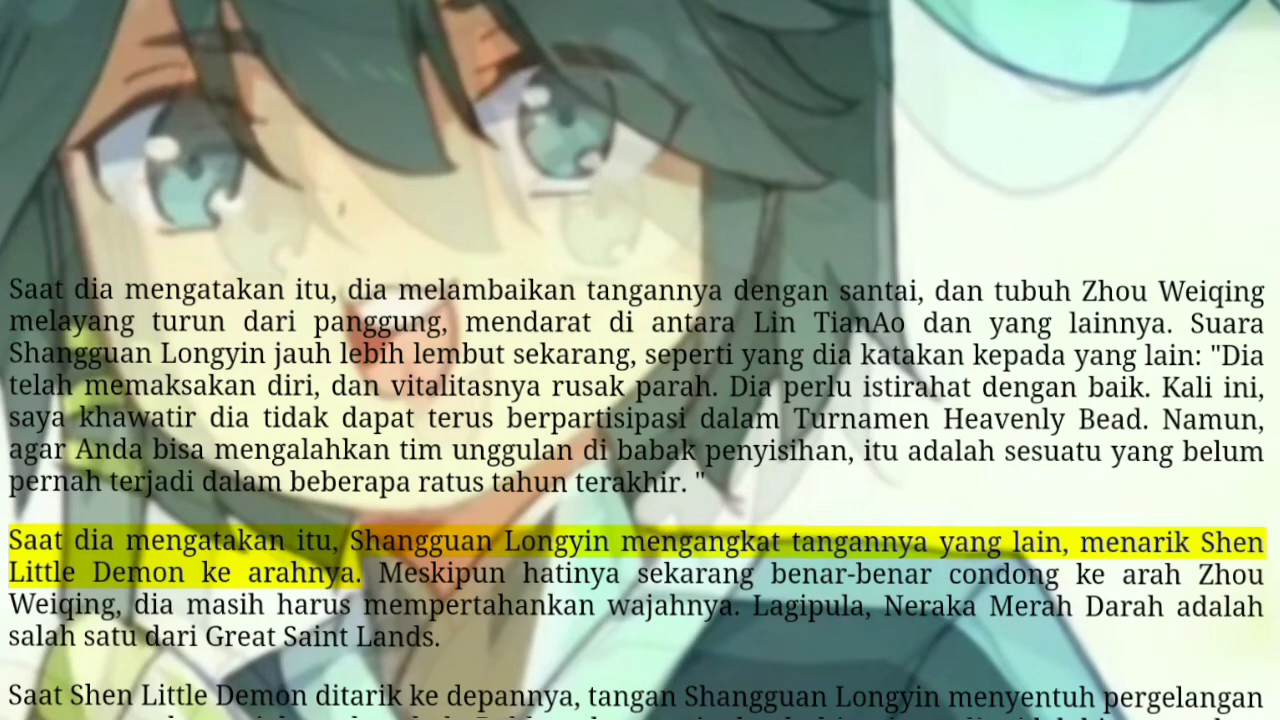 Saat dia mengatakan itu, dia melambaikan tangannya dengan santai, dan tubuh Zhou Weiqing
melayang turun dari panggung, mendarat di antara Lin TianAo dan yang lainnya. Suara
Shangguan Longyin jauh lebih lembut sekarang, seperti yang dia katakan kepada yang lain: "Dia
telah memaksakan diri, dan vitalitasnya rusak parah. Dia perlu istirahat dengan baik. Kali ini,
saya khawatir dia tidak dapat terus berpartisipasi dalam Turnamen Heavenly Bead. Namun,
agar Anda bisa mengalahkan tim unggulan di babak penyisihan, itu adalah sesuatu yang belum
pernah terjadi dalam beberapa ratus tahun terakhir. "
Saat dia mengatakan itu, Shangguan Longyin mengangkat tangannya yang lain, menarik Shen
Little Demon ke arahnya. Meskipun hatinya sekarang benar-benar condong ke arah Zhou
Weiqing, dia masih harus mempertahankan wajahnya. Lagipula, Neraka Merah Darah adalah
salah satu dari Great Saint Lands.
Saat Shen Little Demon ditarik ke depannya, tangan Shangguan Longyin menyentuh pergelangan